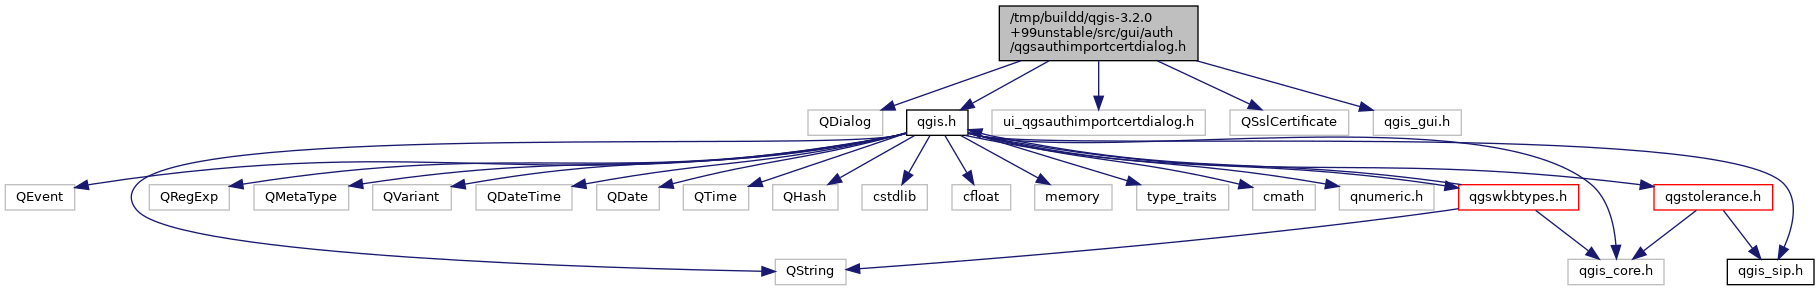 /tmp/buildd/qgis-3.2.0
+99unstable/src/gui/auth
/qgsauthimportcertdialog.h
QDialog
qgis.h
ui_qgsauthimportcertdialog.h
QSslCertificate
qgis_gui.h
QEvent
QRegExp
QMetaType
QVariant
QDateTime
QDate
QTime
QHash
cstdlib
cfloat
memory
type_traits
cmath
qnumeric.h
qgswkbtypes.h
qgstolerance.h
QString
qgis_core.h
qgis_sip.h